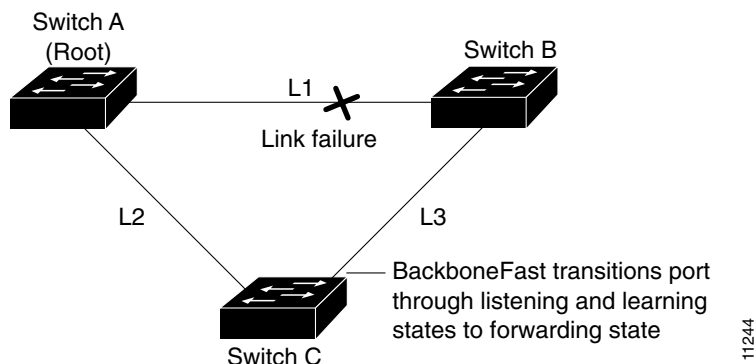 Switch A
(Root)
Switch B
L1
Link failure
L2
L3
BackboneFast transitions port
through listening and learning
states to forwarding state
Switch C
11244